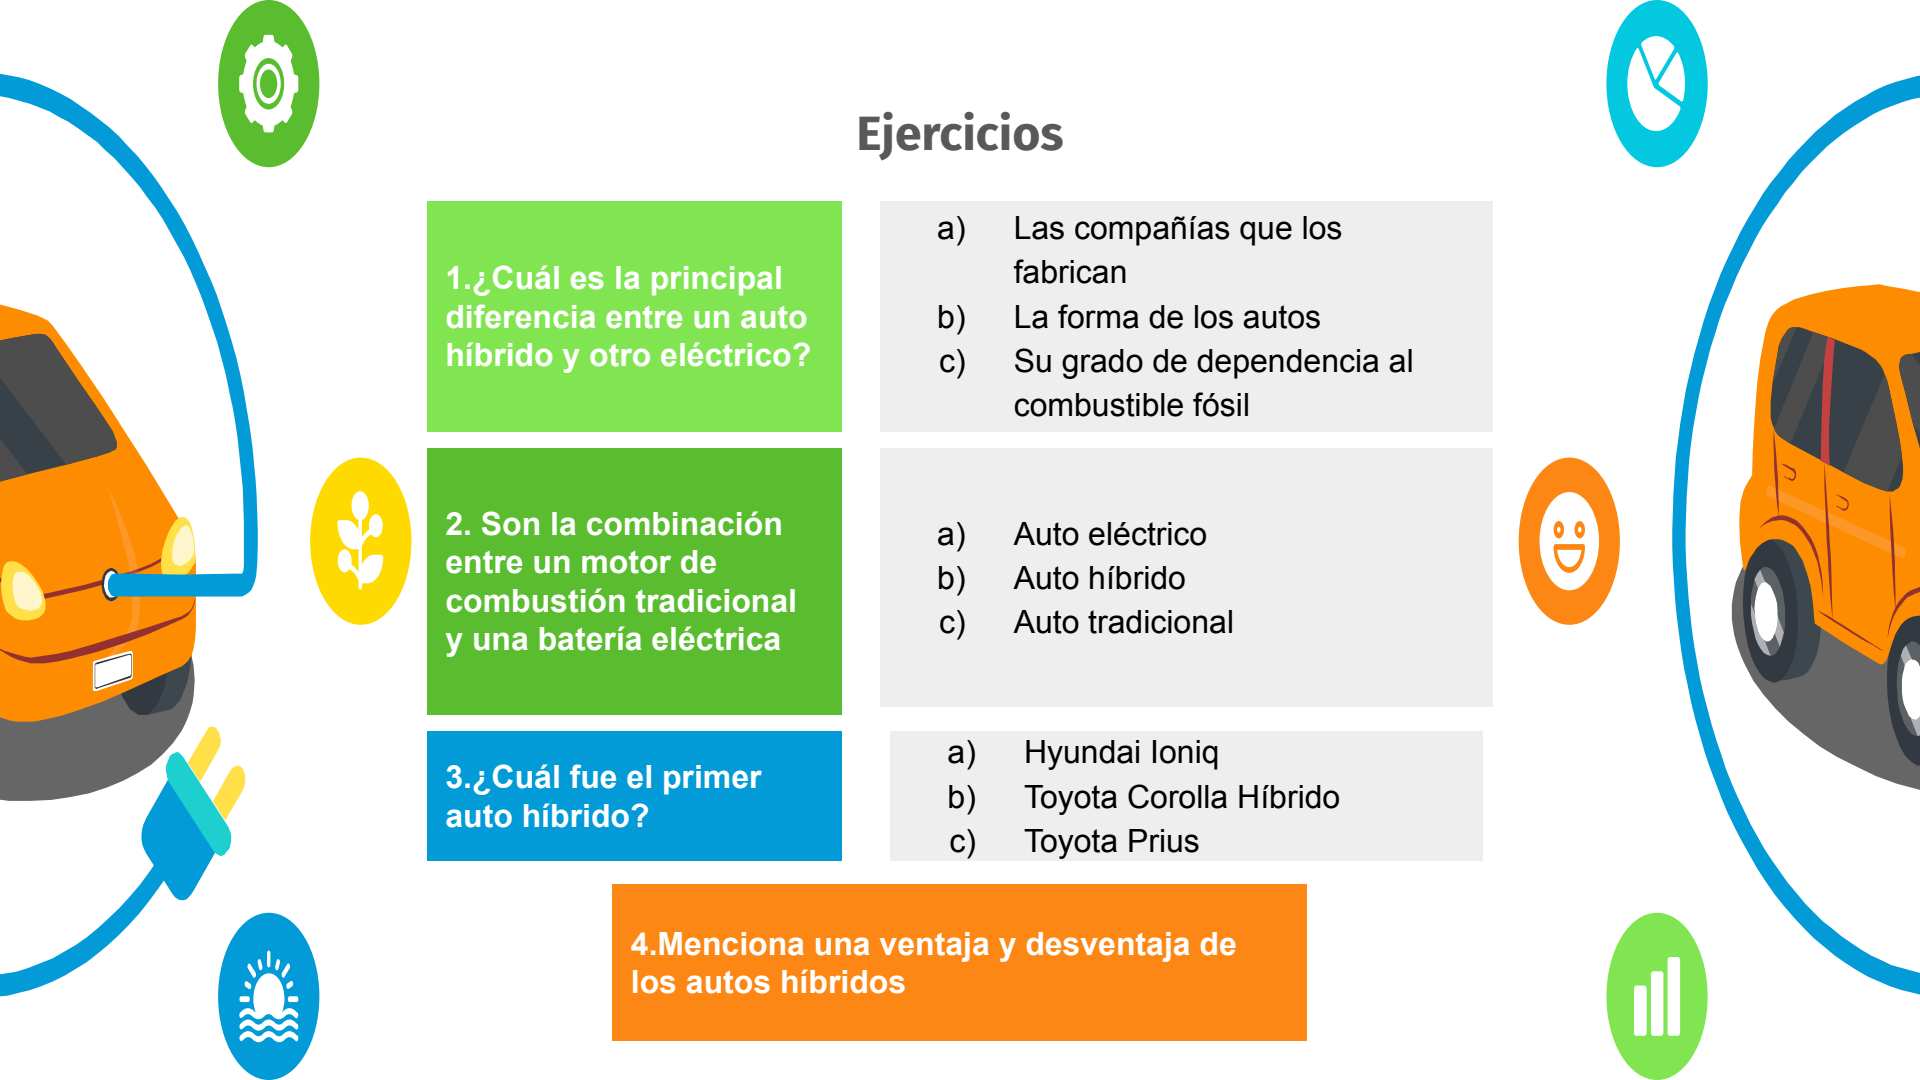 Ejercicios
1.¿Cuál es la principal
diferencia entre un auto
híbrido y otro eléctrico?
a) Las compañías que los
fabrican
b) La forma de los autos
c) Su grado de dependencia al
combustible fósil
2. Son la combinación
entre un motor de
combustión tradicional
y una batería eléctrica
a) Auto eléctrico
b) Auto híbrido
c) Auto tradicional
3.¿Cuál fue el primer
auto híbrido?
a) Hyundai Ioniq
b) Toyota Corolla Híbrido
c) Toyota Prius
4.Menciona una ventaja y desventaja de
los autos híbridos